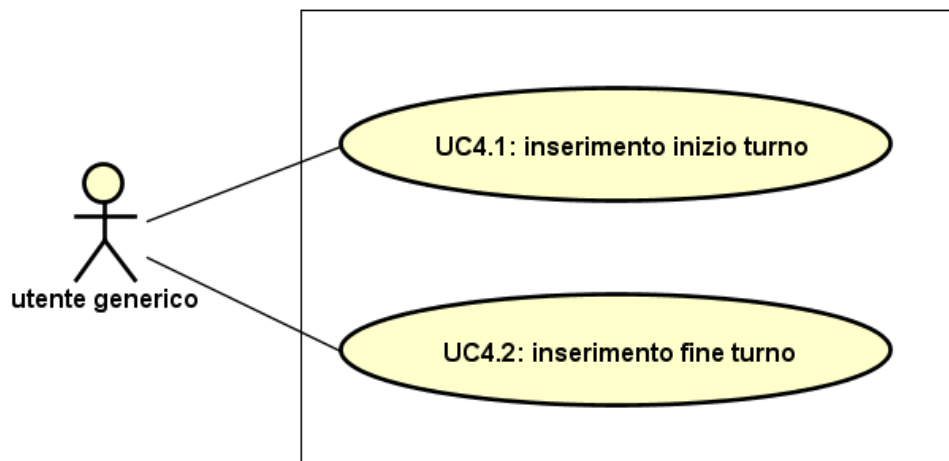 UC4.1: inserimento inizio turno
utente generico
UC4.2: inserimento fine turno